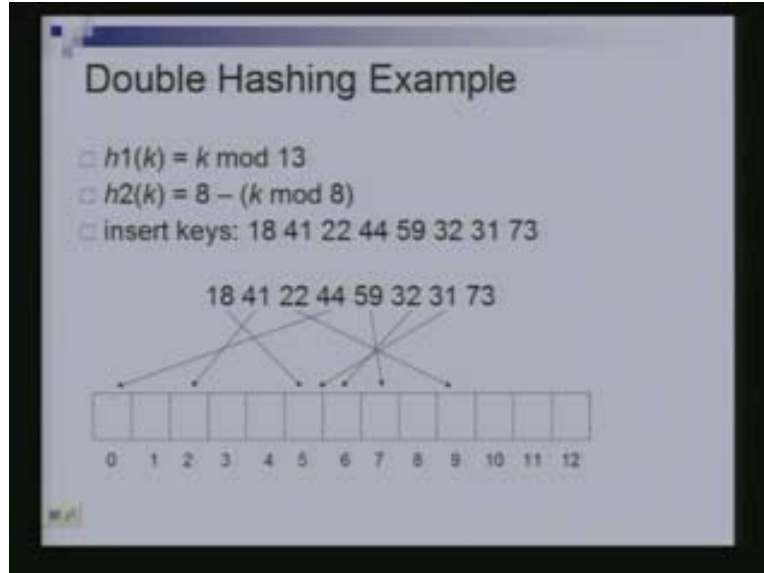 Double Hashing Example
h1(k) = k mod 13
h2(k) = 8 – (k mod 8)
insert keys: 18 41 22 44 59 32 31 73
18 41 22 44 59 32 31 73
0 1 2 3 4 5 6 7 8 9 10 11 12